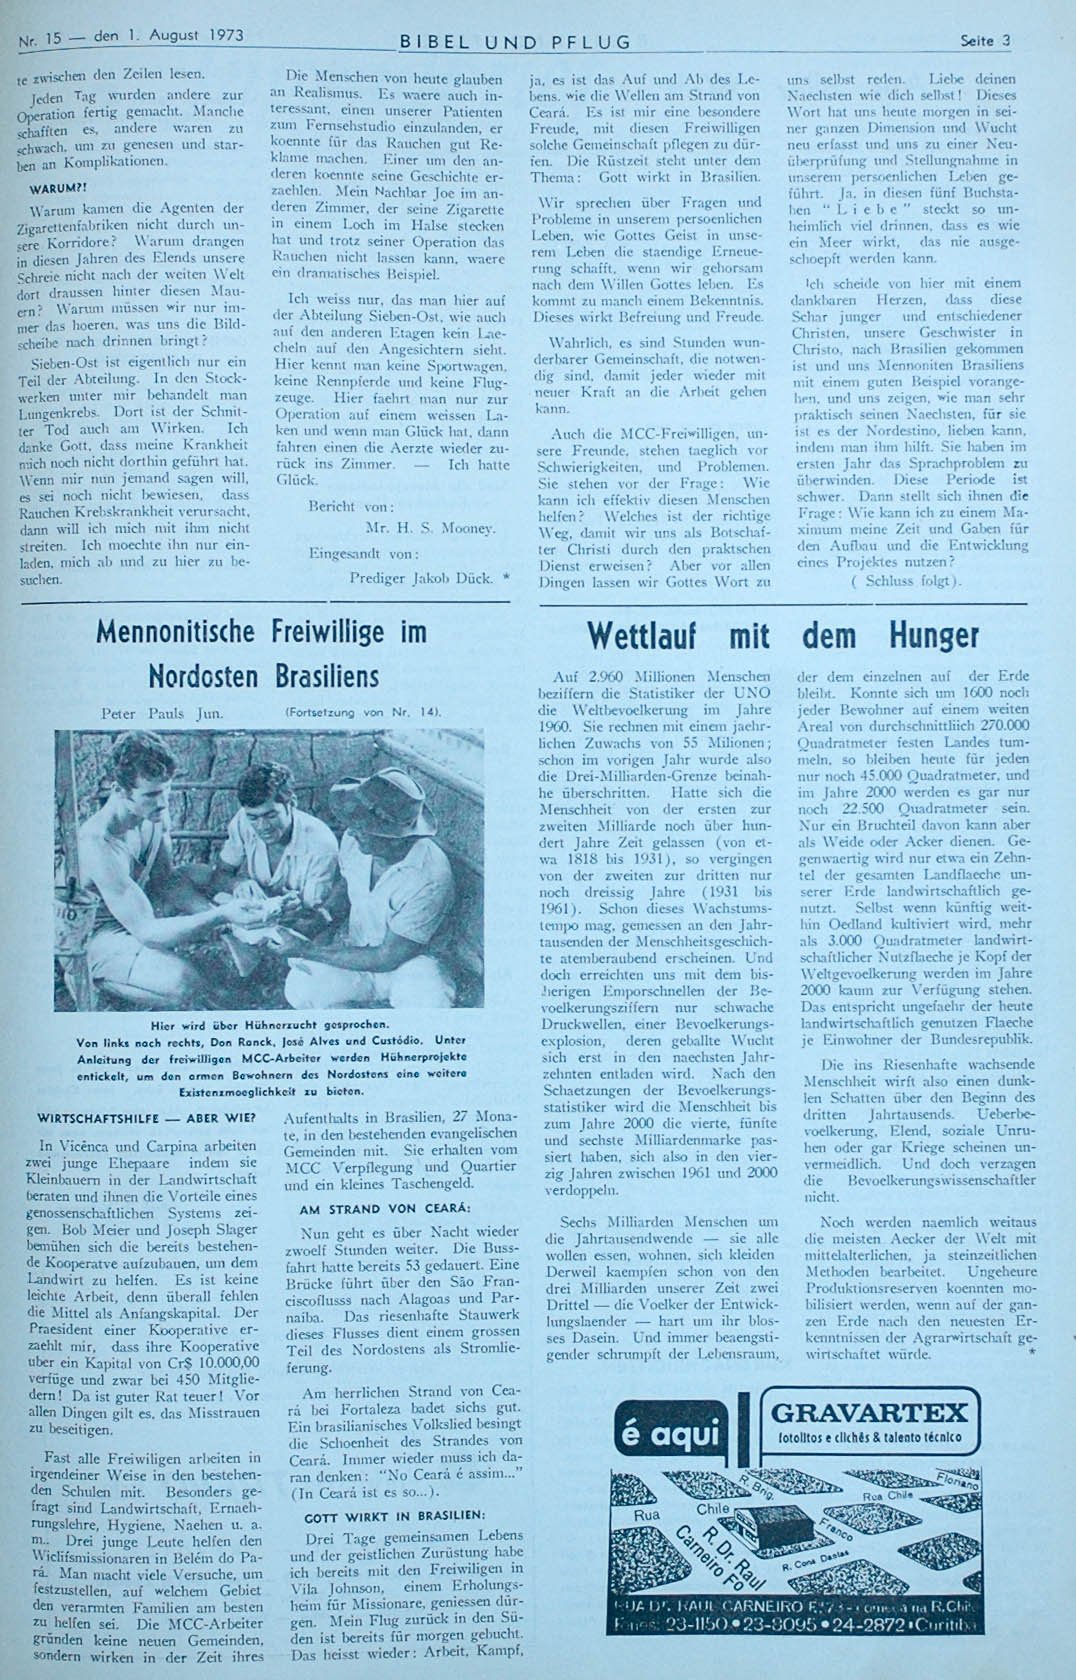 Nr. 15 — den 1. August 1973
BIBEL UND PFLUG
Seite 3
te zwischen den Zeilen lesen.
Jeden Tag wurden andere zur
Operation fertig gemacht. Manche
schafften es, andere waren zu
schwach, um zu genesen und star-
ben an Komplikationen.
WARUM?!
Warum kamen die Agenten der
Zigarettenfabriken nicht durch un-
sere Korridore? Warum drangen
in diesen Jahren des Elends unsere
Schreie nicht nach der weiten Welt
dort draussen hinter diesen Mau-
ern? Warum müssen wir nur im-
mer das hoeren, was uns die Bild-
scheibe nach drinnen bringt?
Sieben-Ost ist eigentlich nur ein
Teil der Abteilung. In den Stock-
werken unter mir behandelt man
Lungenkrebs. Dort ist der Schnit-
ter Tod auch am Wirken. Ich
danke Gott, dass meine Krankheit
mich noch nicht dorthin geführt hat.
Wenn mir nun jemand sagen will,
es sei noch nicht bewiesen, dass
Rauchen Krebskrankheit verursacht,
dann will ich mich mit ihm nicht
streiten. Ich moechte ihn nur ein-
laden, mich ab und zu hier zu be-
suchen.
Die Menschen von heute glauben
an Realismus. Es waere auch in-
teressant, einen unserer Patienten
zum Fernsehstudio einzulanden, er
koennte für das Rauchen gut Re-
klame machen. Einer um den an-
deren koennte seine Geschichte er-
zaehlen. Mein Nachbar Joe im an-
deren Zimmer, der seine Zigarette
in einem Loch im Halse stecken
hat und trotz seiner Operation das
Rauchen nicht lassen kann, waere
ein dramatisches Beispiel.
Ich weiss nur, das man hier auf
der Abteilung Sieben-Ost, wie auch
auf den anderen Etagen kein Lae-
cheln auf den Angesichtern sieht.
Hier kennt man keine Sportwagen,
keine Rennpferde und keine Flug-
zeuge. Hier faehrt man nur zur
Operation auf einem weissen La-
ken und wenn man Glück hat, dann
fahren einen die Aerzte wieder zu-
rück ins Zimmer. — Ich hatte
Glück.
Bericht von:
Mr. H. S. Mooney.
Eingesandt von:
Prediger Jakob Dück. *
ja, es ist das Auf und Ab des Le-
bens, wie die Wellen am Strand von
Ceará. Es ist mir eine besondere
Freude, mit diesen Freiwilligen
solche Gemeinschaft pflegen zu dür-
fen. Die Rüstzeit steht unter dem
Thema: Gott wirkt in Brasilien.
Wir sprechen über Fragen und
Probleme in unserem persoenlichen
Leben, wie Gottes Geist in unse-
rem Leben die staendige Erneue-
rung schafft, wenn wir gehorsam
nach dem Willen Gottes leben. Es
kommt zu manch einem Bekenntnis.
Dieses wirkt Befreiung und Freude.
Wahrlich, es sind Stunden wun-
derbarer Gemeinschaft, die notwen-
dig sind, damit jeder wieder mit
neuer Kraft an die Arbeit gehen
kann.
Auch die MCC-Freiwilligen, un-
sere Freunde, stehen taeglich vor
Schwierigkeiten, und Problemen.
Sie stehen vor der Frage: Wie
kann ich effektiv diesen Menschen
helfen? Welches ist der richtige
Weg, damit wir uns als Botschaf-
ter Christi durch den praktschen
Dienst erweisen? Aber vor allen
Dingen lassen wir Gottes Wort zu
uns selbst reden. Liebe deinen
Naechsten wie dich selbst! Dieses
Wort hat uns heute morgen in sei-
ner ganzen Dimension und Wucht
neu erfasst und uns zu einer Neu-
überprüfung und Stellungnahme in
unserem persoenlichen Leben ge-
führt. Ja, in diesen fünf Buchsta-
ben "Liebe" steckt so un-
heimlich viel drinnen, dass es wie
ein Meer wirkt, das nie ausge-
schoepft werden kann.
Ich scheide von hier mit einem
dankbaren Herzen, dass diese
Schar junger und entschiedener
Christen, unsere Geschwister in
Christo, nach Brasilien gekommen
ist und uns Mennoniten Brasiliens
mit einem guten Beispiel vorange-
hen, und uns zeigen, wie man sehr
praktisch seinen Naechsten, für sie
ist es der Nordestino, lieben kann,
indem man ihm hilft. Sie haben im
ersten Jahr das Sprachproblem zu
überwinden. Diese Periode ist
schwer. Dann stellt sich ihnen die
Frage: Wie kann ich zu einem Ma-
ximum meine Zeit und Gaben für
den Aufbau und die Entwicklung
eines Projektes nutzen?
( Schluss folgt).
Mennonitische Freiwillige im
Nordosten Brasiliens
Peter Pauls Jun. (Fortsetzung von Nr. 14).
Hier wird über Hühnerzucht gesprochen.
Von links nach rechts, Don Ranck, José Alves und Custódio. Unter
Anleitung der freiwilligen MCC-Arbeiter werden Hühnerprojekte
entickelt, um den armen Bewohnern des Nordostens eine weitere
Existenzmoeglichkeit zu bieten.
WIRTSCHAFTSHILFE — ABER WIE?
In Vicênca und Carpina arbeiten
zwei junge Ehepaare indem sie
Kleinbauern in der Landwirtschaft
beraten und ihnen die Vorteile eines
genossenschaftlichen Systems zei-
gen. Bob Meier und Joseph Slager
bemühen sich die bereits bestehen-
de Kooperatve aufzubauen, um dem
Landwirt zu helfen. Es ist keine
leichte Arbeit, denn überall fehlen
die Mittel als Anfangskapital. Der
Praesident einer Kooperative er-
zaehlt mir, dass ihre Kooperative
uber ein Kapital von Cr$ 10.000,00
verfüge und zwar bei 450 Mitglie-
dern! Da ist guter Rat teuer! Vor
allen Dingen gilt es, das Misstrauen
zu beseitigen.
Fast alle Freiwiligen arbeiten in
irgendeiner Weise in den bestehen-
den Schulen mit. Besonders ge-
fragt sind Landwirtschaft, Ernaeh-
rungslehre, Hygiene, Naehen u. a.
m.. Drei junge Leute helfen den
Wiclifsmissionaren in Belém do Pa-
rá. Man macht viele Versuche, um
festzustellen, auf welchem Gebiet
den verarmten Familien am besten
zu helfen sei. Die MCC-Arbeiter
gründen keine neuen Gemeinden,
sondern wirken in der Zeit ihres
Aufenthalts in Brasilien, 27 Mona-
te, in den bestehenden evangelischen
Gemeinden mit. Sie erhalten vom
MCC Verpflegung und Quartier
und ein kleines Taschengeld.
AM STRAND VON CEARÁ:
Nun geht es über Nacht wieder
zwoelf Stunden weiter. Die Buss-
fahrt hatte bereits 53 gedauert. Eine
Brücke führt über den São Fran-
ciscoflusss nach Alagoas und Par-
naiba. Das riesenhafte Stauwerk
dieses Flusses dient einem grossen
Teil des Nordostens als Stromlie-
ferung.
Am herrlichen Strand von Cea-
rá bei Fortaleza badet sichs gut.
Ein brasilianisches Volkslied besingt
die Schoenheit des Strandes von
Ceará. Immer wieder muss ich da-
ran denken: "No Ceará é assim..."
(In Ceará ist es so...).
GOTT WIRKT IN BRASILIEN:
Drei Tage gemeinsamen Lebens
und der geistlichen Zurüstung habe
ich bereits mit den Freiwilligen in
Vila Johnson, einem Erholungs-
heim für Missionare, geniessen dür-
gen. Mein Flug zurück in den Sü-
den ist bereits für morgen gebucht.
Das heisst wieder: Arbeit, Kampf,
Wettlauf mit dem Hunger
Auf 2.960 Millionen Menschen
beziffern die Statistiker der UNO
die Weltbevoelkerung im Jahre
1960. Sie rechnen mit einem jaehr-
lichen Zuwachs von 55 Milionen;
schon im vorigen Jahr wurde also
die Drei-Milliarden-Grenze beinah-
he überschritten. Hatte sich die
Menschheit von der ersten zur
zweiten Milliarde noch über hun-
dert Jahre Zeit gelassen (von et-
wa 1818 bis 1931), so vergingen
von der zweiten zur dritten nur
noch dreissig Jahre (1931 bis
1961). Schon dieses Wachstums-
tempo mag, gemessen an den Jahr-
tausenden der Menschheitsgeschich-
te atemberaubend erscheinen. Und
doch erreichten uns mit dem bis-
herigen Emporschnellen der Be-
voelkerungsziffern nur schwache
Druckwellen, einer Bevoelkerungs-
explosion, deren geballte Wucht
sich erst in den naechsten Jahr-
zehnten entladen wird. Nach den
Schaetzungen der Bevoelkerungs-
statistiker wird die Menschheit bis
zum Jahre 2000 die vierte, fünfte
und sechste Milliardenmarke pas-
siert haben, sich also in den vier-
zig Jahren zwischen 1961 und 2000
verdoppeln.
Sechs Milliarden Menschen um
die Jahrtausendwende — sie alle
wollen essen, wohnen, sich kleiden
Derweil kaempfen schon von den
drei Milliarden unserer Zeit zwei
Drittel — die Voelker der Entwick-
lungslaender — hart um ihr blos-
ses Dasein. Und immer beaengsti-
gender schrumpft der Lebensraum,
der dem einzelnen auf der Erde
bleibt. Konnte sich um 1600 noch
jeder Bewohner auf einem weiten
Areal von durchschnittliich 270.000
Quadratmeter festen Landes tum-
meln, so bleiben heute für jeden
nur noch 45.000 Quadratmeter, und
im Jahre 2000 werden es gar nur
noch 22.500 Quadratmeter sein.
Nur ein Bruchteil davon kann aber
als Weide oder Acker dienen. Ge-
genwaertig wird nur etwa ein Zehn-
tel der gesamten Landflaeche un-
serer Erde landwirtschaftlich ge-
nutzt. Selbst wenn künftig weit-
hin Oedland kultiviert wird, mehr
als 3.000 Quadratmeter landwirt-
schaftlicher Nutzflaeche je Kopf der
Weltgevoelkerung werden im Jahre
2000 kaum zur Verfügung stehen.
Das entspricht ungefaehr der heute
landwirtschaftlich genutzen Flaeche
je Einwohner der Bundesrepublik.
Die ins Riesenhafte wachsende
Menschheit wirft also einen dunk-
len Schatten über den Beginn des
dritten Jahrtausends. Ueberbe-
voelkerung, Elend, soziale Unru-
hen oder gar Kriege scheinen un-
vermeidlich. Und doch verzagen
die Bevoelkerungswissenschaftler
nicht.
Noch werden naemlich weitaus
die meisten Aecker der Welt mit
mittelalterlichen, ja steinzeitlichen
Methoden bearbeitet. Ungeheure
Produktionsreserven koennten mo-
bilisiert werden, wenn auf der gan-
zen Erde nach den neuesten Er-
kenntnissen der Agrarwirtschaft ge-
wirtschaftet würde. *
é aqui
GRAVARTEX
fotolitos e clichês & talento técnico
R. Brig. Franco
Floriano
Rua Chile
Rua Chile
R. Dr. Raul Carneiro Fo
R. Cons Dantas
RUA DR. RAUL CARNEIRO F., 73 - começa na R. Chile
Fones: 23-1150 • 23-8095 • 24-2872 • Curitiba